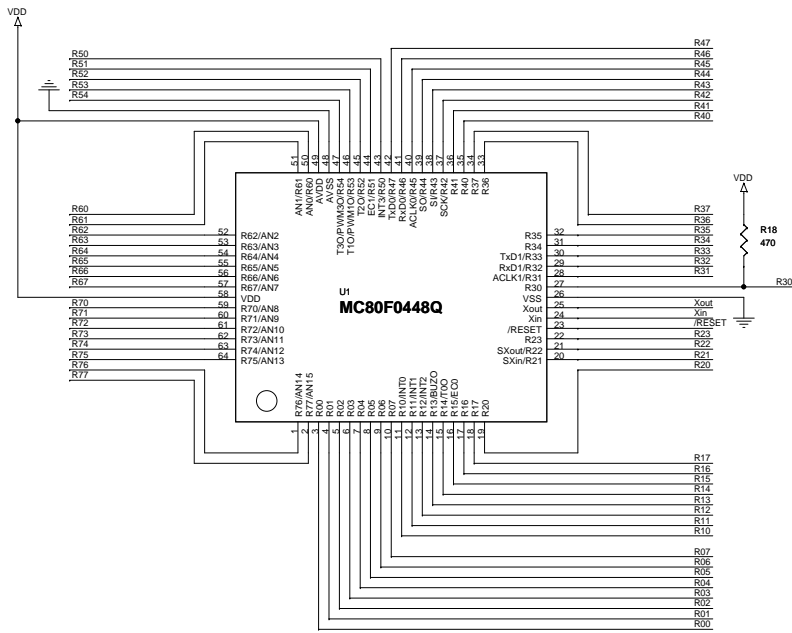 VDD
R47
R46
R45
R44
R43
R42
R41
R40
R50
R51
R52
R53
R54
51
50
49
48
47
46
45
44
43
42
41
40
39
38
37
36
35
34
33
AN1/R61
AN0/R60
AVDD
AVSS
T3O/PWM3O/R54
T1O/PWM1O/R53
T2O/R52
EC1/R51
INT3/R50
TxD0/R47
RxD0/R46
ACLK0/R45
SO/R44
SI/R43
SCK/R42
R41
R40
R37
R36
R60
R61
R62
R63
R64
R65
R66
R67
R70
R71
R72
R73
R74
R75
R76
R77
52 R62/AN2
53 R63/AN3
54 R64/AN4
55 R65/AN5
56 R66/AN6
57 R67/AN7
58 VDD
59 R70/AN8
60 R71/AN9
61 R72/AN10
62 R73/AN11
63 R74/AN12
64 R75/AN13
U1
MC80F0448Q
R35 32
R34 31
TxD1/R33 30
RxD1/R32 29
ACLK1/R31 28
R30 27
VSS 26
Xout 25
Xin 24
/RESET 23
R23 22
SXout/R22 21
SXin/R21 20
R37
R36
R35
R34
R33
R32
R31
VDD
R18
470
R30
Xout
Xin
/RESET
R23
R22
R21
R20
R76/AN14
R77/AN15
R00
R01
R02
R03
R04
R05
R06
R07
R10/INT0
R11/INT1
R12/INT2
R13/BUZO
R14/T0O
R15/EC0
R16
R17
R20
1
2
3
4
5
6
7
8
9
10
11
12
13
14
15
16
17
18
19
R17
R16
R15
R14
R13
R12
R11
R10
R07
R06
R05
R04
R03
R02
R01
R00